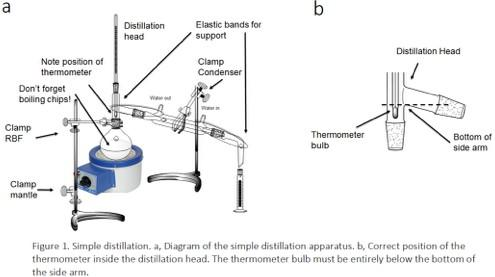 a
b
Distillation
head
Elastic bands for
support
Note position of
thermometer
Clamp
Condenser
Don't forget
boiling chips!
Water out
Water in
Clamp
RBF
Clamp
mantle
Distillation Head
Thermometer
bulb
Bottom of
side arm
Figure 1. Simple distillation. a, Diagram of the simple distillation apparatus. b, Correct position of the
thermometer inside the distillation head. The thermometer bulb must be entirely below the bottom of
the side arm.